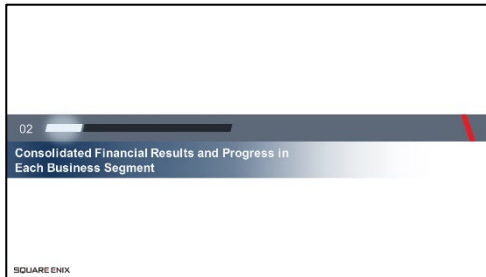 02
Consolidated Financial Results and Progress in
Each Business Segment
SQUARE ENIX